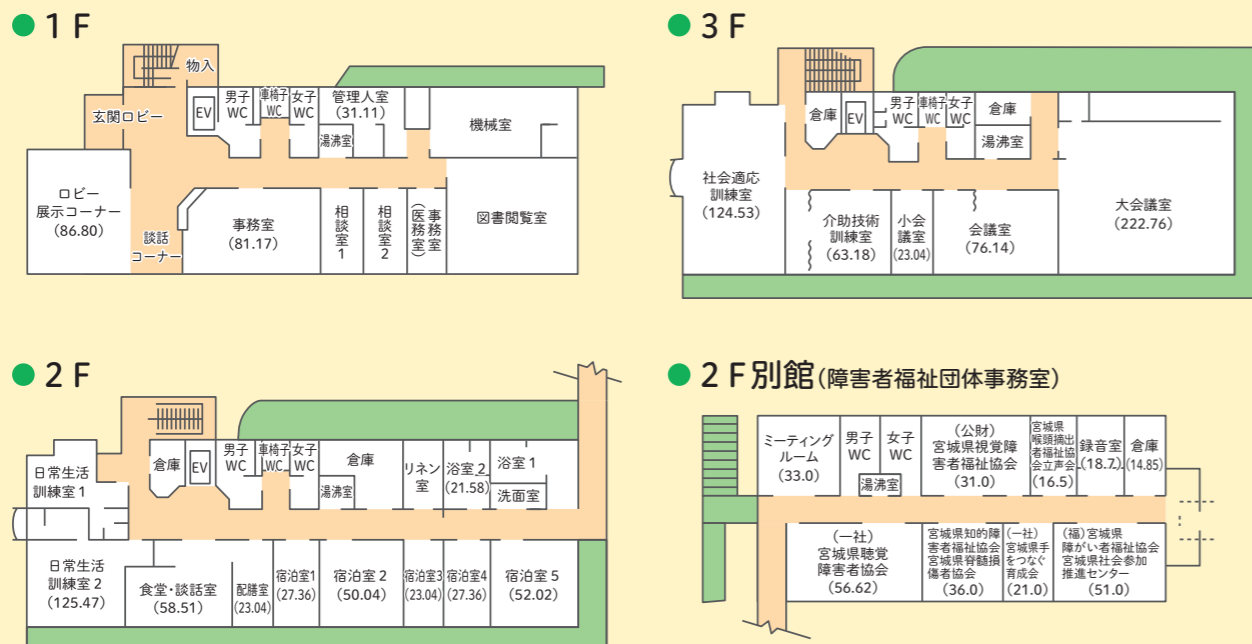 ● 1F
物入
玄関ロビー
EV
男子
WC
車椅子
WC
女子
WC
管理人室
(31.11)
湯沸室
機械室
ロビー
展示コーナー
(86.80)
談話
コーナー
事務室
(81.17)
相談室1
相談室2
事務室
(医務室)
図書閲覧室
● 3F
倉庫
EV
男子
WC
車椅子
WC
女子
WC
倉庫
湯沸室
社会適応
訓練室
(124.53)
介助技術
訓練室
(63.18)
小会
議室
(23.04)
会議室
(76.14)
大会議室
(222.76)
● 2F
日常生活
訓練室1
倉庫
EV
男子
WC
車椅子
WC
女子
WC
倉庫
湯沸室
リネン
室
浴室2
(21.58)
浴室1
洗面室
日常生活
訓練室2
(125.47)
食堂・談話室
(58.51)
配膳室
(23.04)
宿泊室1
(27.36)
宿泊室2
(50.04)
宿泊室3
(23.04)
宿泊室4
(27.36)
宿泊室5
(52.02)
● 2F別館(障害者福祉団体事務室)
ミーティング
ルーム
(33.0)
男子
WC
女子
WC
湯沸室
(公財)
宮城県視覚障
害者福祉協会
(31.0)
宮城県
喉頭摘出
者福祉協
会立声会
(16.5)
録音室
(18.7)
倉庫
(14.85)
(一社)
宮城県聴覚
障害者協会
(56.62)
宮城県知的障
害者福祉協会
宮城県脊髄損
傷者協会
(36.0)
(一社)
宮城県手
をつなぐ
育成会
(21.0)
(福)宮城県
障がい者福祉協会
宮城県社会参加
推進センター
(51.0)